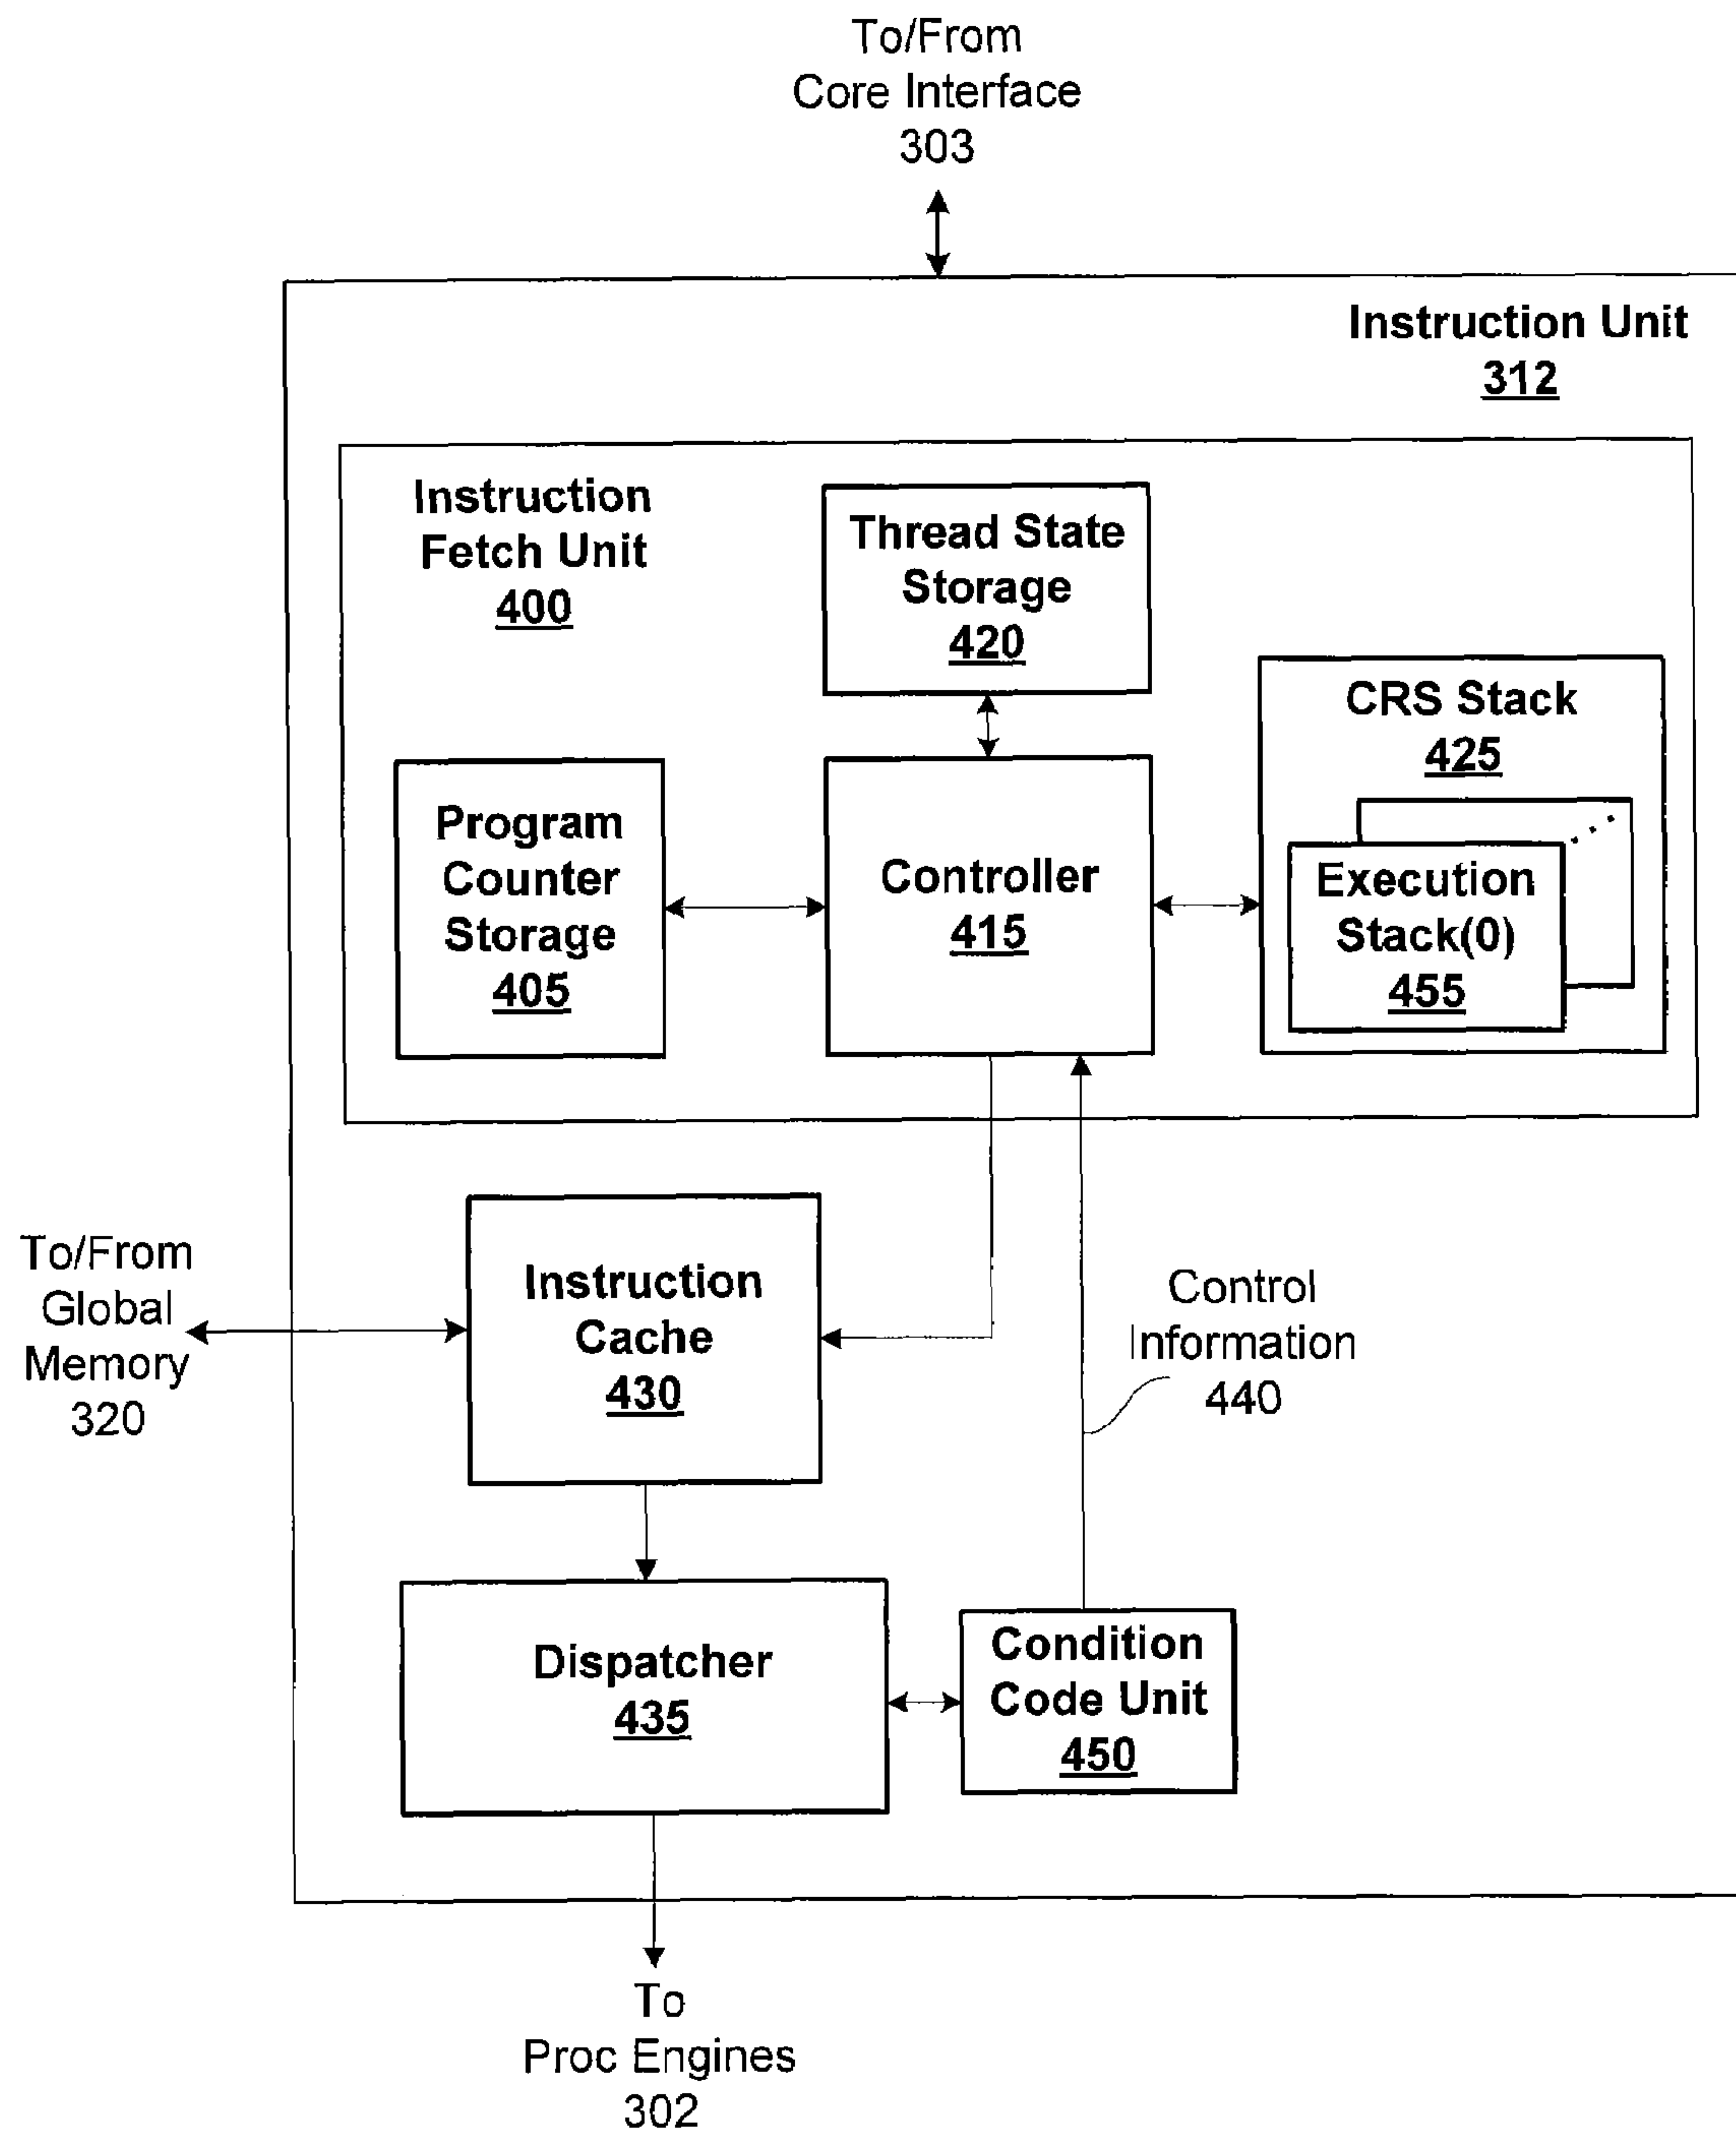 To/From
Core Interface
303
Instruction Unit
312
Instruction
Fetch Unit
400
Thread State
Storage
420
CRS Stack
425
Program
Counter
Storage
405
Controller
415
Execution
Stack(0)
455
To/From
Global
Memory
320
Instruction
Cache
430
Control
Information
440
Dispatcher
435
Condition
Code Unit
450
To
Proc Engines
302